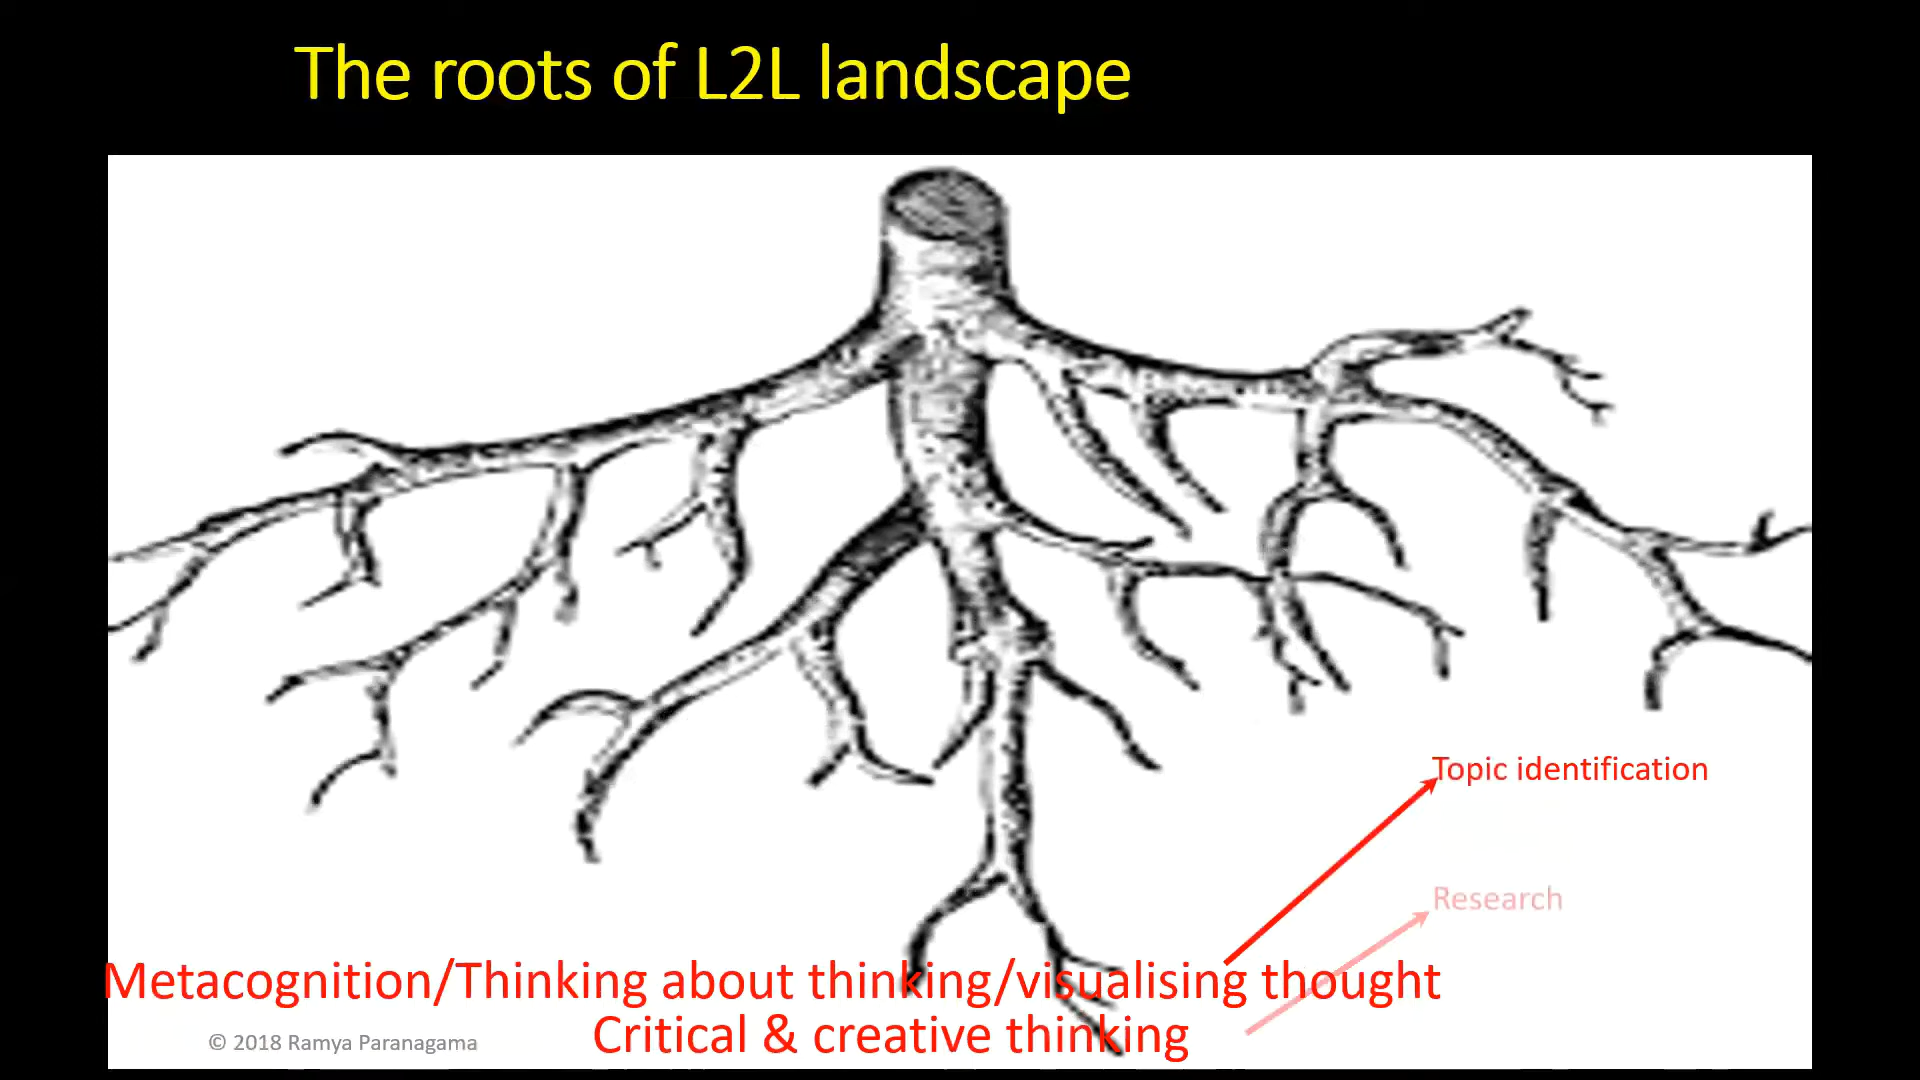 The roots of L2L landscape
Topic identification
Research
Metacognition/Thinking about thinking/visualising thought
Critical & creative thinking
© 2018 Ramya Paranagama